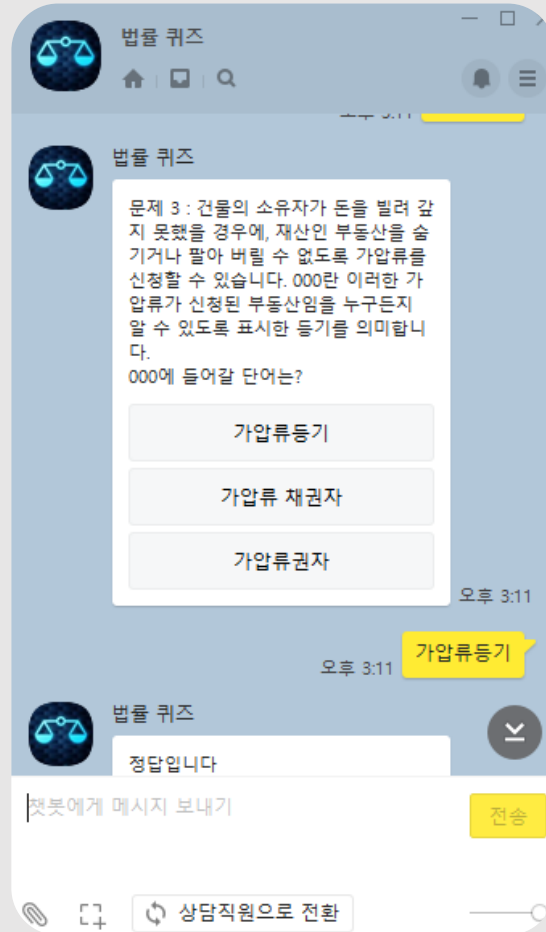 법률 퀴즈
법률 퀴즈
문제 3 : 건물의 소유자가 돈을 빌려 갚
지 못했을 경우에, 재산인 부동산을 숨
기거나 팔아 버릴 수 없도록 가압류를
신청할 수 있습니다. 000란 이러한 가
압류가 신청된 부동산임을 누구든지
알 수 있도록 표시한 등기를 의미합니
다.
000에 들어갈 단어는?
가압류등기
가압류 채권자
가압류권자
오후 3:11
가압류등기
오후 3:11
법률 퀴즈
정답입니다
챗봇에게 메시지 보내기
전송
상담직원으로 전환